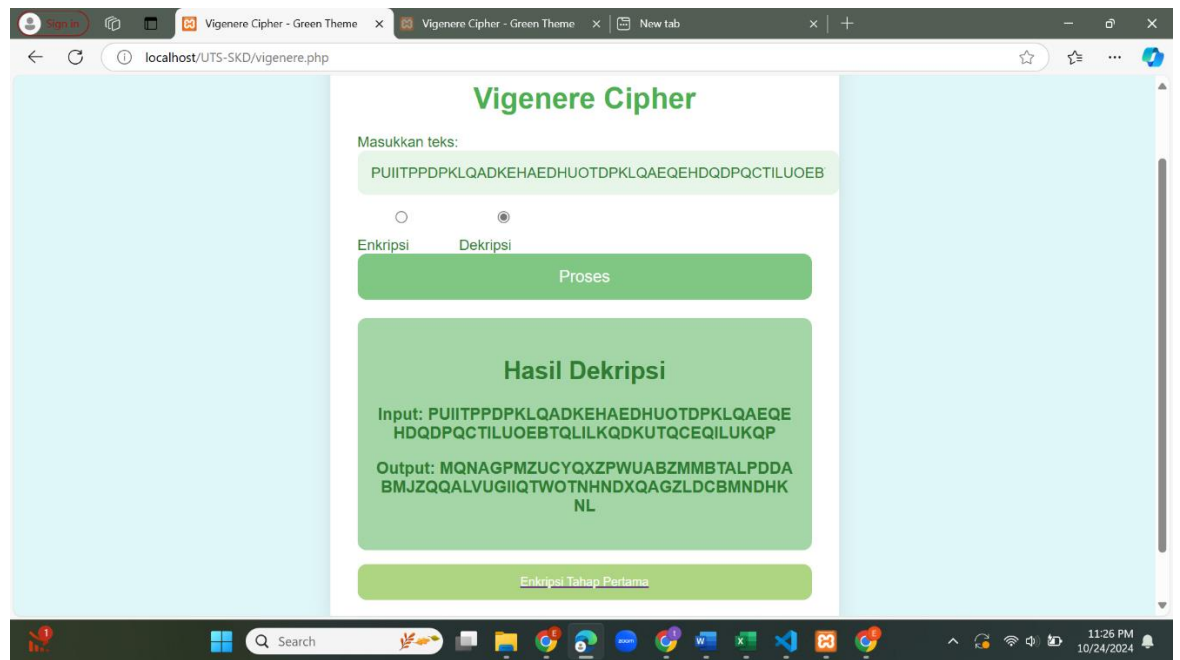 Sign in
Vigenere Cipher - Green Theme
Vigenere Cipher - Green Theme
New tab
localhost/UTS-SKD/vigenere.php
Vigenere Cipher
Masukkan teks:
PUIITPPDPKLQADKEHAEDHUOTDPKLQAEQEHDQDPQCTILUOEB
Enkripsi Dekripsi
Proses
Hasil Dekripsi
Input: PUIITPPDPKLQADKEHAEDHUOTDPKLQAEQE
HDQDPQCTILUOEBTQLILKQDKUTQCEQILUKQP
Output: MQNAGPMZUCYQXZPWUABZMMBTALPDDA
BMJZQQALVUGIIQTWOTNHNDXQAGZLDCBMNDHK
NL
Enkripsi Tahap Pertama
1
Search
zoom
11:26 PM
10/24/2024